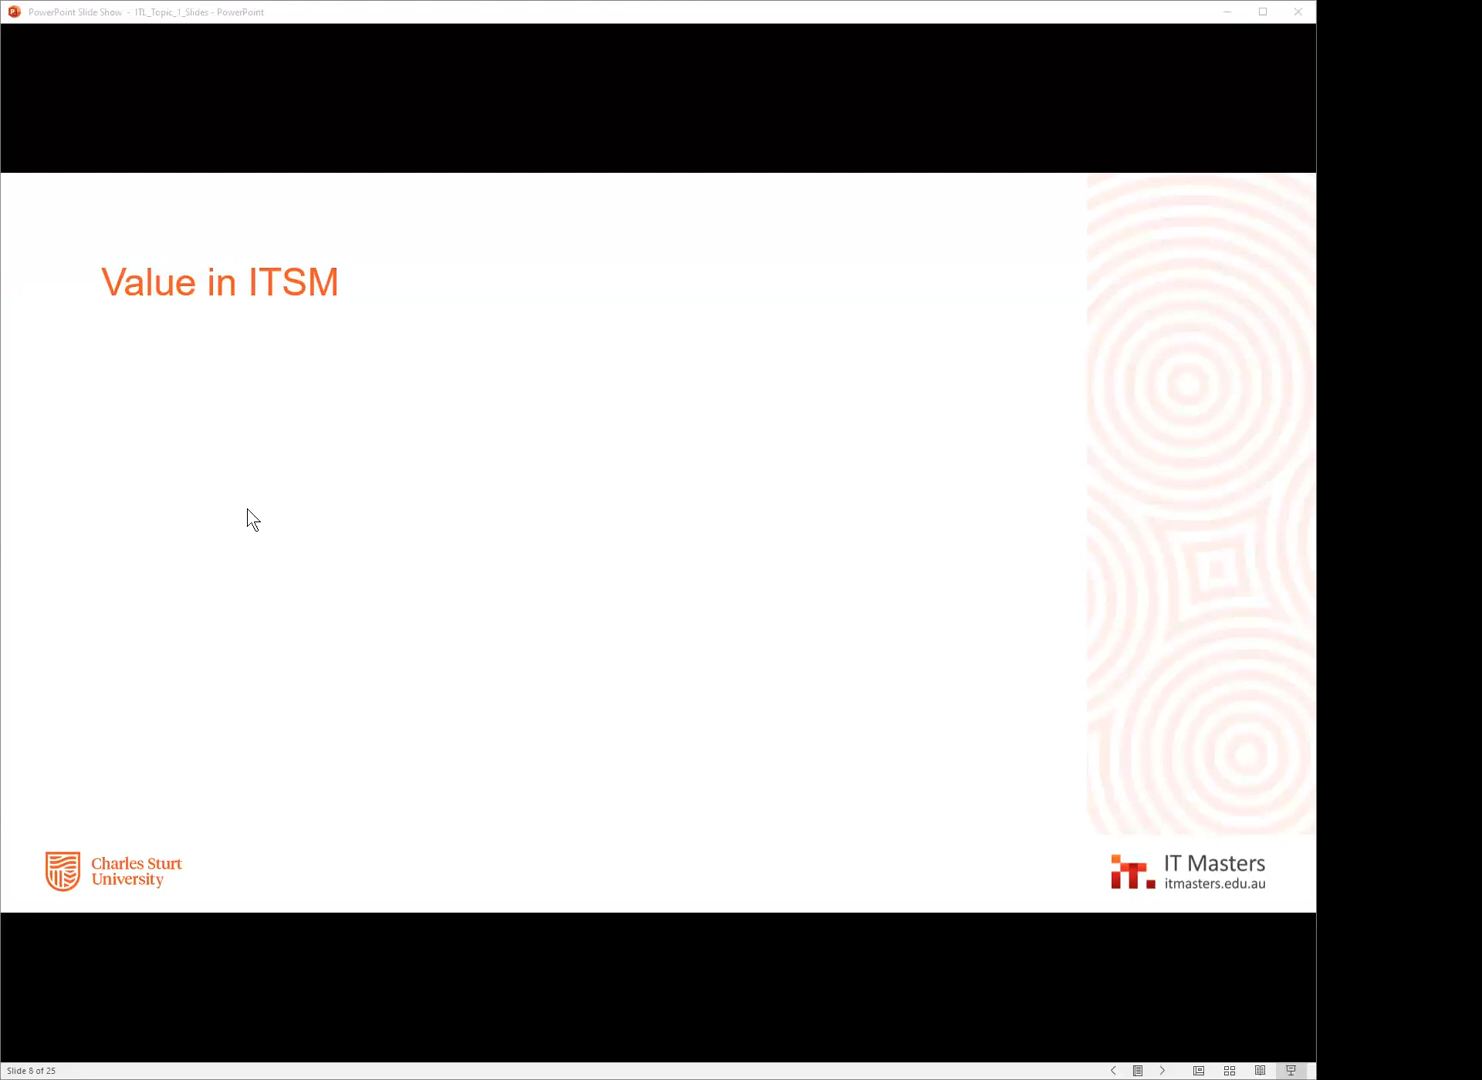 PowerPoint Slide Show - ITL_Topic_1_Slides - PowerPoint
Value in ITSM
Charles Sturt
University
IT Masters
itmasters.edu.au
Slide 8 of 25